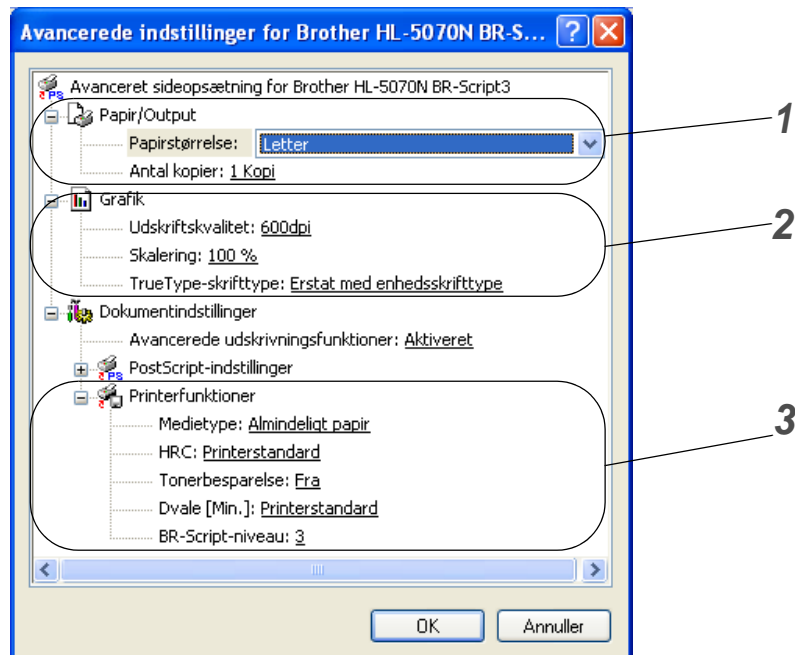 Avancerede indstillinger for Brother HL-5070N BR-S...
Avanceret sideopsætning for Brother HL-5070N BR-Script3
Papir/Output
Papirstørrelse: Letter
Antal kopier: 1 Kopi
1
Grafik
Udskriftskvalitet: 600dpi
Skalering: 100 %
TrueType-skrifttype: Erstat med enhedsskrifttype
2
Dokumentindstillinger
Avancerede udskrivningsfunktioner: Aktiveret
PS PostScript-indstillinger
Printerfunktioner
Medietype: Almindeligt papir
HRC: Printerstandard
Tonerbesparelse: Fra
Dvale [Min.]: Printerstandard
BR-Script-niveau: 3
3
OK Annuller